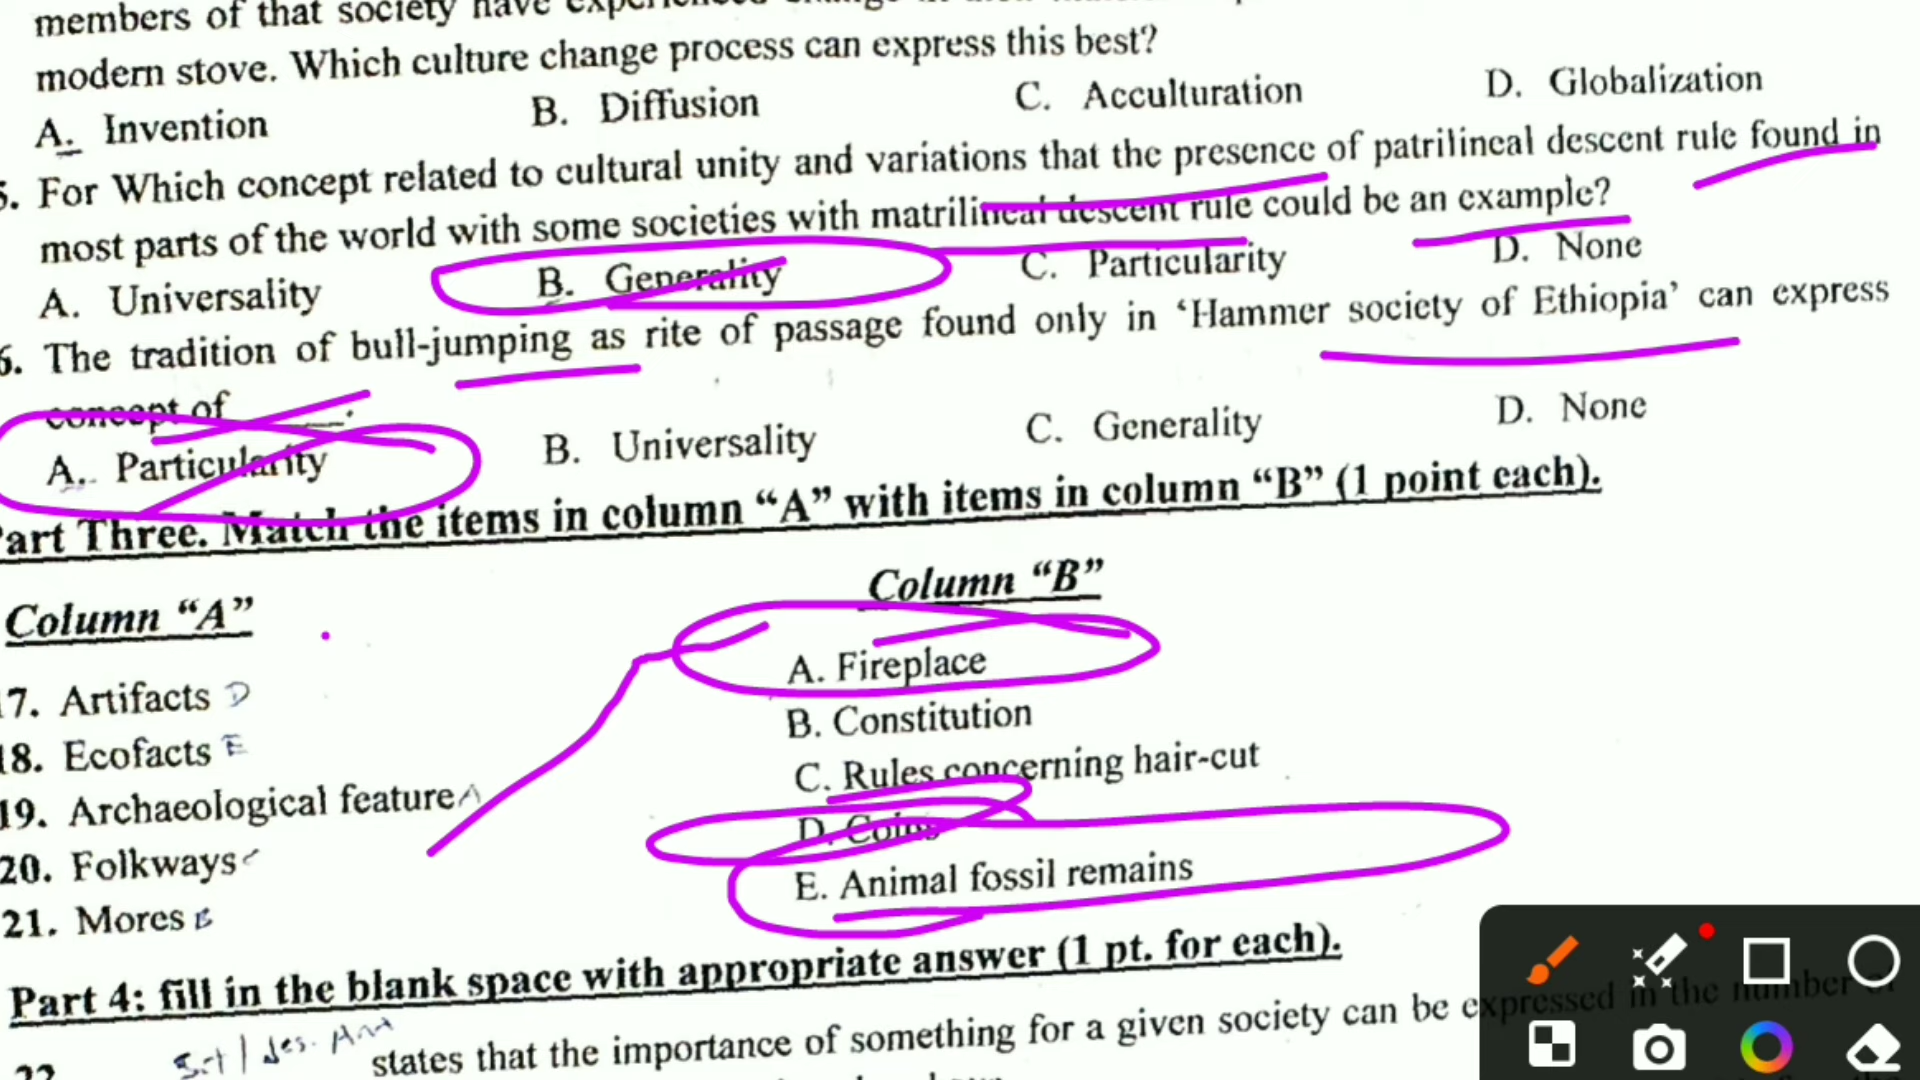 members of that society have
modern stove. Which culture change process can express this best?
A. Invention B. Diffusion C. Acculturation D. Globalization
5. For Which concept related to cultural unity and variations that the presence of patrilineal descent rule found in
most parts of the world with some societies with matrilineal descent rule could be an example?
A. Universality B. Generality C. Particularity D. None
6. The tradition of bull-jumping as rite of passage found only in ‘Hammer society of Ethiopia’ can express
concept of ____.
A.. Particularity B. Universality C. Generality D. None
Part Three. Match the items in column “A” with items in column “B” (1 point each).
Column “A” Column “B”
17. Artifacts D A. Fireplace
18. Ecofacts E B. Constitution
19. Archaeological feature A C. Rules concerning hair-cut
20. Folkways C D. Coins
21. Mores B E. Animal fossil remains
Part 4: fill in the blank space with appropriate answer (1 pt. for each).
states that the importance of something for a given society can be expressed in the number